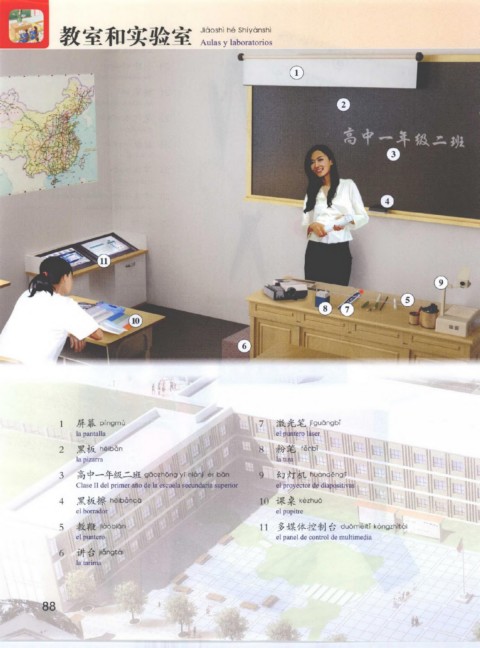 教室和实验室 Jiàoshì hé Shíyànshì
Aulas y laboratorios
高中一年级二班
1
2
3
4
5
6
7
8
9
10
11
1 屏幕 píngmù
la pantalla
2 黑板 hēibǎn
la pizarra
3 高中一年级二班 gāozhōng yī niánjí èr bān
Clase II del primer año de la escuela secundaria superior
4 黑板擦 hēibǎncā
el borrador
5 教鞭 jiàobiān
el puntero
6 讲台 jiǎngtái
la tarima
7 激光笔 jīguāngbǐ
el puntero láser
8 粉笔 fěnbǐ
la tiza
9 幻灯机 huàndēngjī
el proyector de diapositivas
10 课桌 kèzhuō
el pupitre
11 多媒体控制台 duōméitǐ kòngzhìtái
el panel de control de multimedia
88